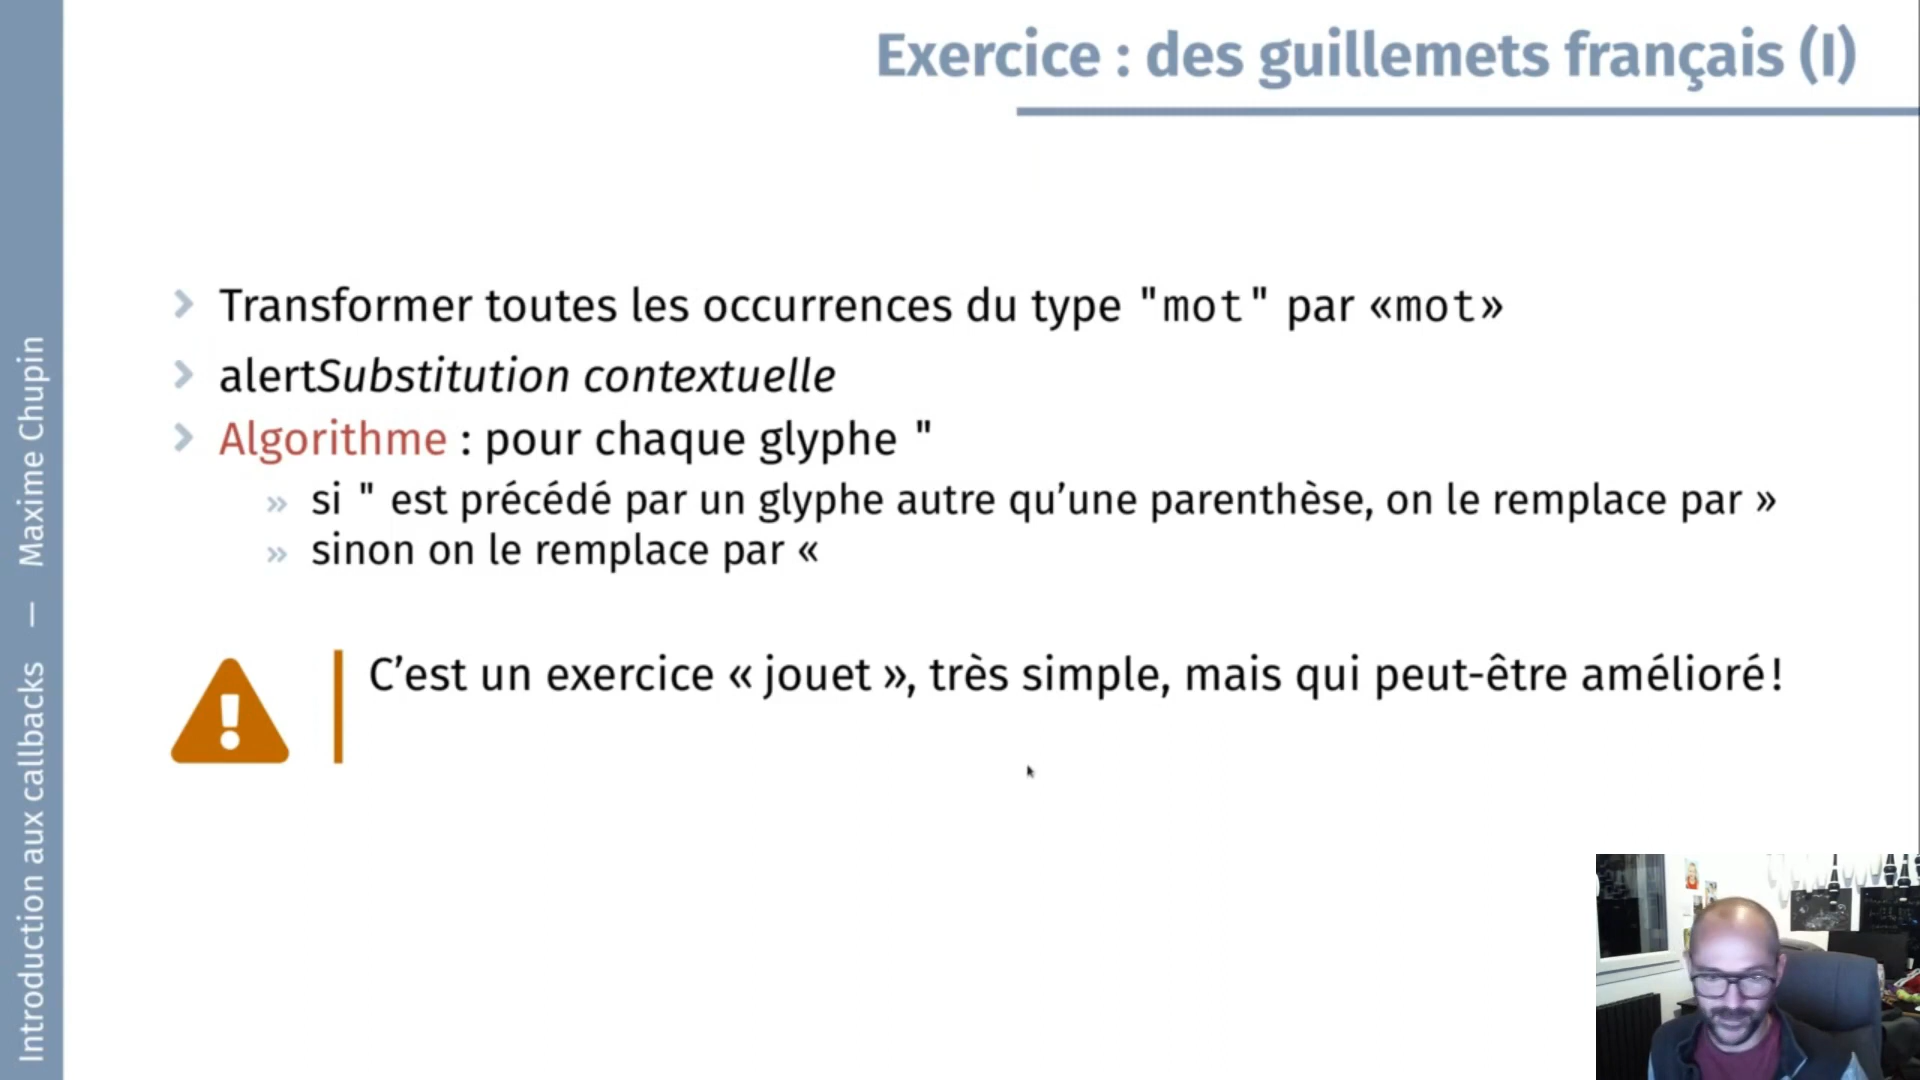 Exercice : des guillemets français (I)
Transformer toutes les occurrences du type "mot" par «mot»
alertSubstitution contextuelle
Algorithme : pour chaque glyphe "
» si " est précédé par un glyphe autre qu’une parenthèse, on le remplace par »
» sinon on le remplace par «
C’est un exercice « jouet », très simple, mais qui peut-être amélioré!
Introduction aux callbacks — Maxime Chupin